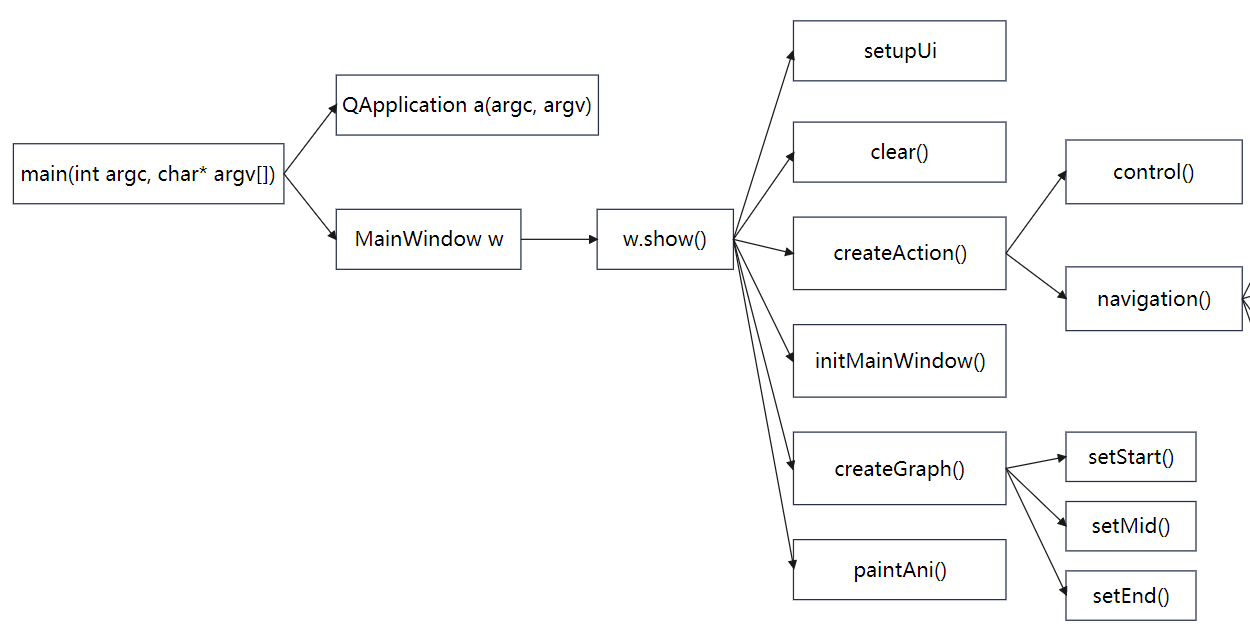 main(int argc, char* argv[])
QApplication a(argc, argv)
MainWindow w
w.show()
setupUi
clear()
createAction()
initMainWindow()
createGraph()
paintAni()
control()
navigation()
setStart()
setMid()
setEnd()